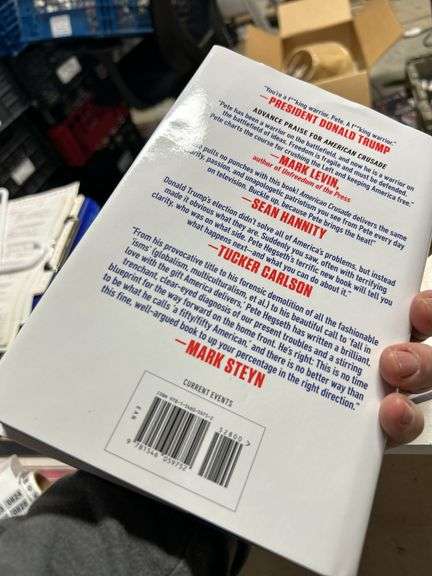 "You're a f**king warrior, Pete. A f**king warrior."
—PRESIDENT DONALD TRUMP
ADVANCE PRAISE FOR AMERICAN CRUSADE
"Pete has been a warrior on the battlefield, and now he is a warrior on
the battlefield of ideas. Freedom is fragile and must be defended.
Pete charts the course for crushing the Left and keeping America free."
—MARK LEVIN,
author of Unfreedom of the Press
pulls no punches with this book! American Crusade delivers the same
clarity, passion, and unapologetic patriotism you see from Pete every day
on television. Buckle up, because Pete brings the heat!"
—SEAN HANNITY
Donald Trump's election didn't solve all of America's problems, but instead
made it obvious what they are. Suddenly you saw, often with terrifying
clarity, who was on what side. Pete Hegseth's terrific new book will tell you
what happens next—and what you can do about it."
—TUCKER CARLSON
"From his provocative title to his forensic demolition of all the fashionable
'isms' (globalism, multiculturalism, et al.) to his beautiful call to 'fall in
love with the gift America delivers,' Pete Hegseth has written a brilliant,
trenchant, clear-eyed diagnosis of our present troubles and a stirring
blueprint for the way forward on the home front. He's right: This is no time
to be what he calls 'a fifty/fifty American,' and there is no better way than
this fine, well-argued book to up your percentage in the right direction."
—MARK STEYN
CURRENT EVENTS
EAN
52800